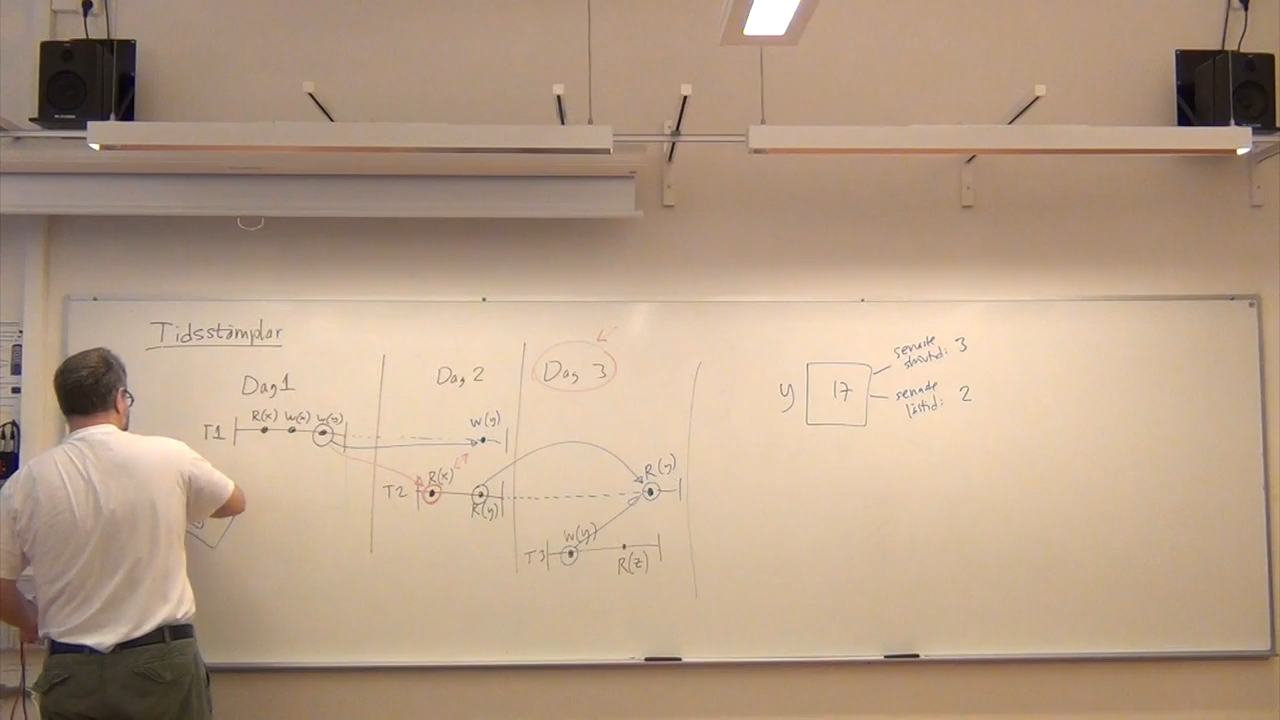 Tidsstämplar
Dag 1
Dag 2
Dag 3
T1
R(x) W(x) W(y)
W(y)
T2
R(x)
R(y)
R(y)
T3
W(y)
R(z)
y
17
senaste
skrivtid: 3
senaste
lästid: 2